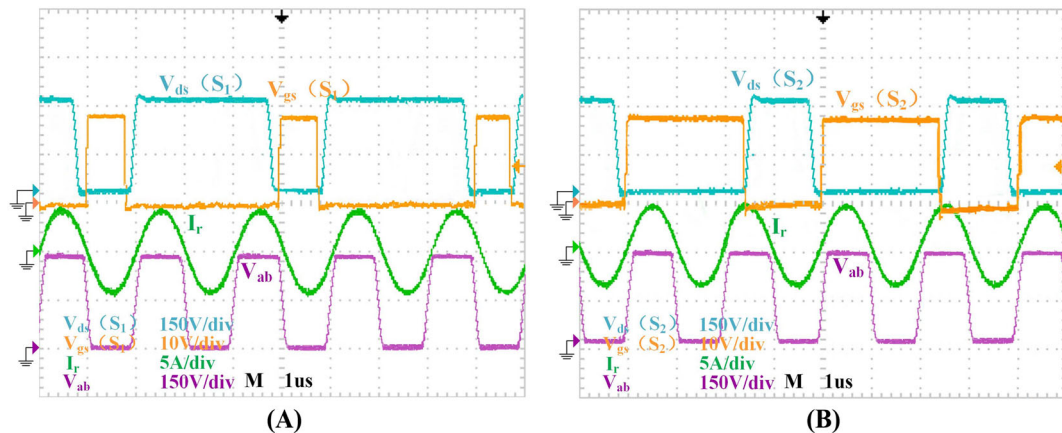 Vds（S1）
Vgs（S1）
Ir
Vab
Vds（S1） 150V/div
Vgs（S1） 10V/div
Ir 5A/div
Vab 150V/div M 1us
(A)
Vds（S2）
Vgs（S2）
Ir
Vab
Vds（S2） 150V/div
Vgs（S2） 10V/div
Ir 5A/div
Vab 150V/div M 1us
(B)